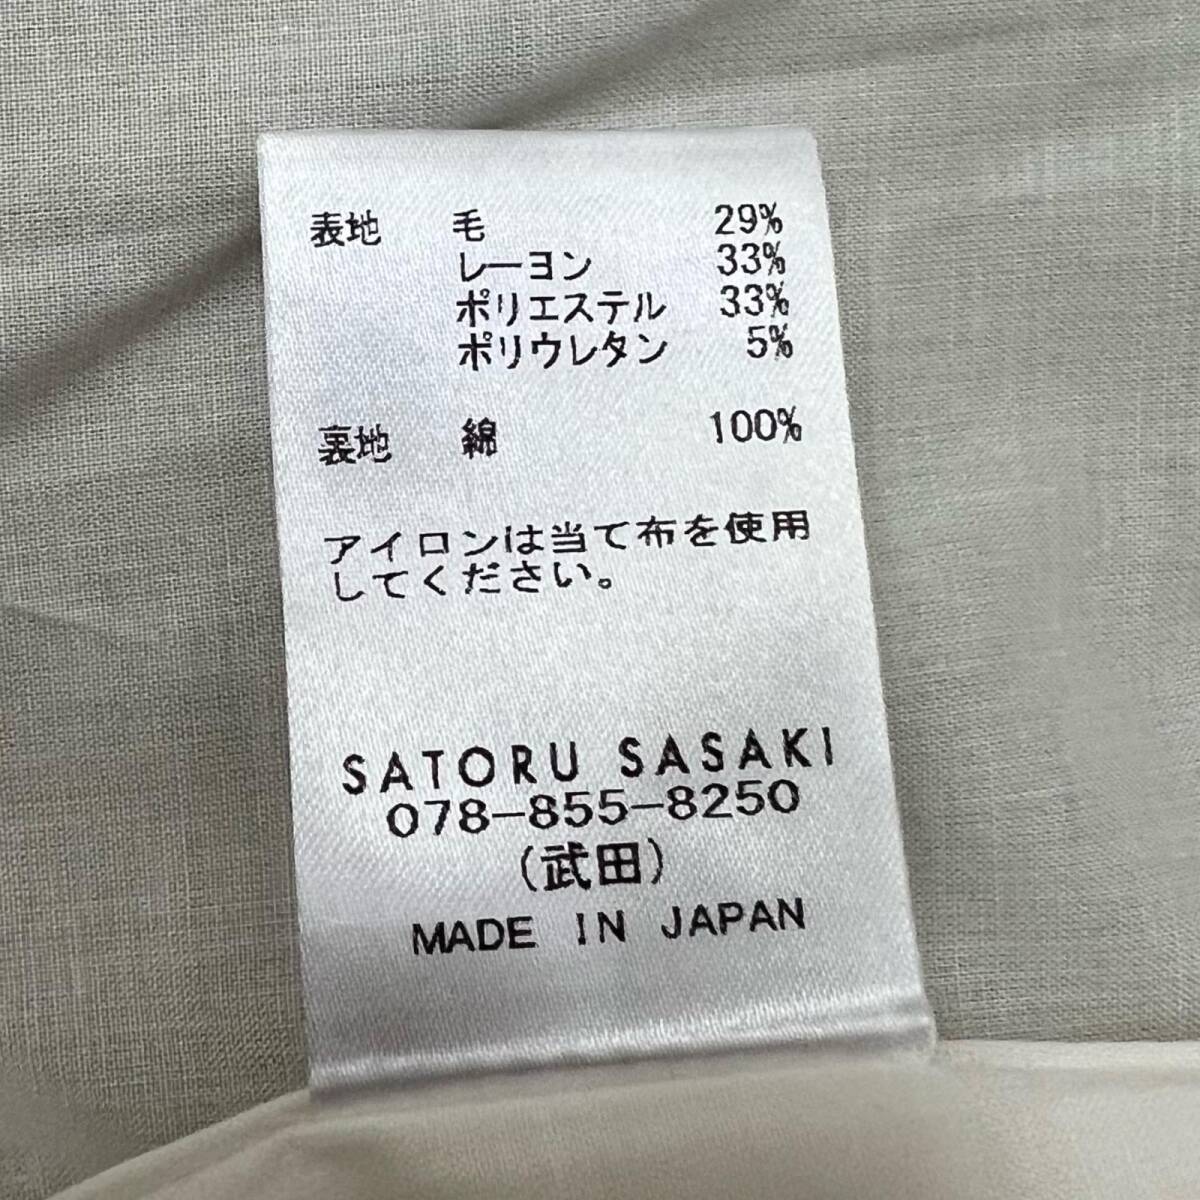 表地 毛 29%
レーヨン 33%
ポリエステル 33%
ポリウレタン 5%
裏地 綿 100%
アイロンは当て布を使用
してください。
SATORU SASAKI
078-855-8250
(武田)
MADE IN JAPAN